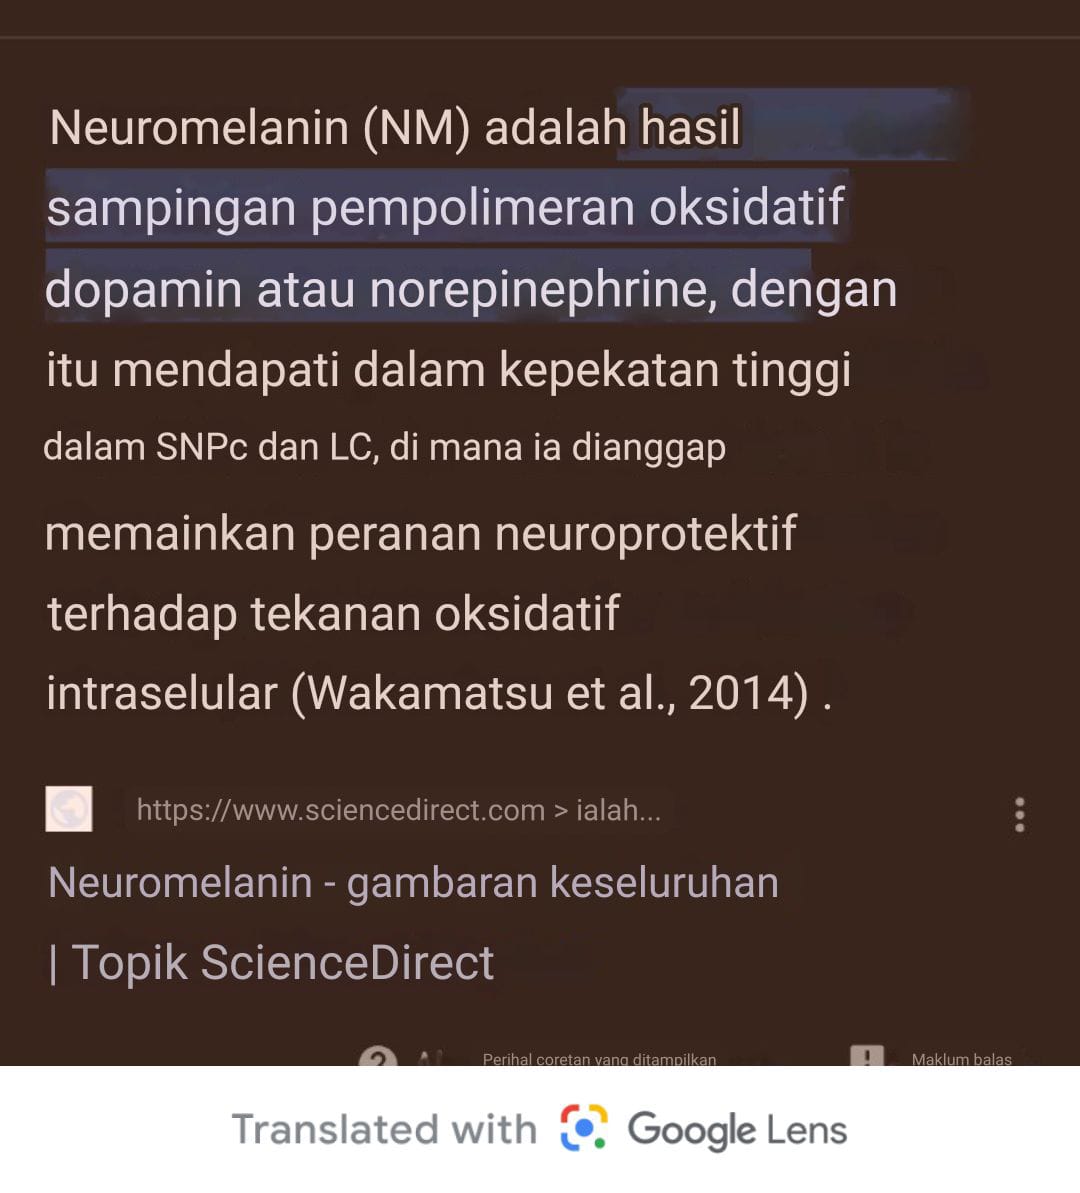 Neuromelanin (NM) adalah hasil
sampingan pempolimeran oksidatif
dopamin atau norepinephrine, dengan
itu mendapati dalam kepekatan tinggi
dalam SNPc dan LC, di mana ia dianggap
memainkan peranan neuroprotektif
terhadap tekanan oksidatif
intraselular (Wakamatsu et al., 2014) .
https://www.sciencedirect.com > ialah...
Neuromelanin - gambaran keseluruhan
| Topik ScienceDirect
Perihal coretan yang ditampilkan
Maklum balas
Translated with Google Lens